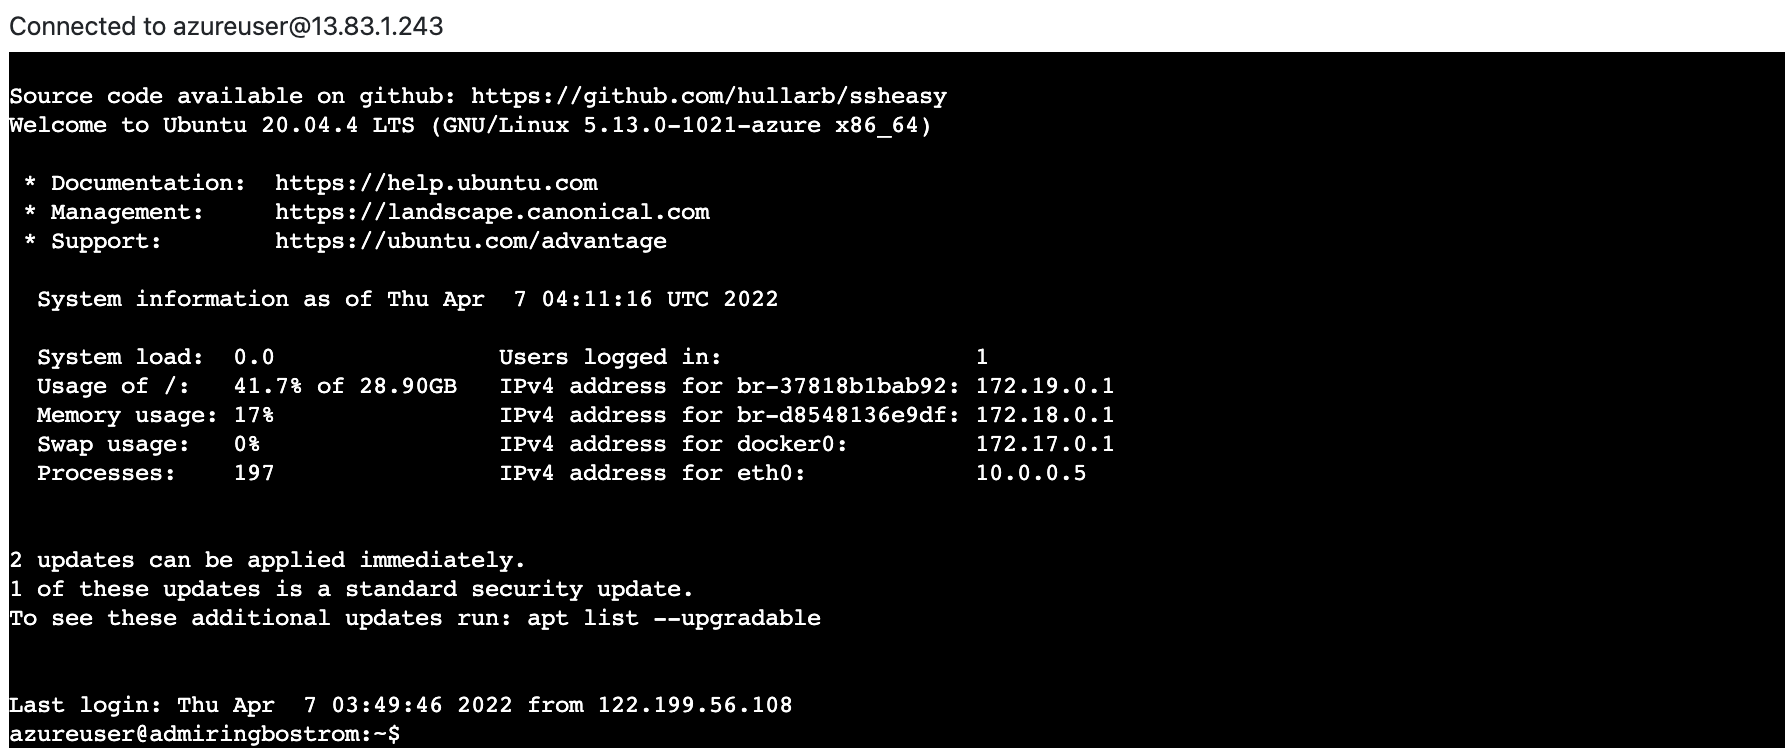 Connected to azureuser@13.83.1.243
Source code available on github: https://github.com/hullarb/ssheasy
Welcome to Ubuntu 20.04.4 LTS (GNU/Linux 5.13.0-1021-azure x86_64)
* Documentation:  https://help.ubuntu.com
* Management:     https://landscape.canonical.com
* Support:        https://ubuntu.com/advantage
System information as of Thu Apr  7 04:11:16 UTC 2022
System load:  0.0                Users logged in:                  1
Usage of /:   41.7% of 28.90GB   IPv4 address for br-37818b1bab92: 172.19.0.1
Memory usage: 17%                IPv4 address for br-d8548136e9df: 172.18.0.1
Swap usage:   0%                 IPv4 address for docker0:         172.17.0.1
Processes:    197                IPv4 address for eth0:            10.0.0.5
2 updates can be applied immediately.
1 of these updates is a standard security update.
To see these additional updates run: apt list --upgradable
Last login: Thu Apr  7 03:49:46 2022 from 122.199.56.108
azureuser@admiringbostrom:~$